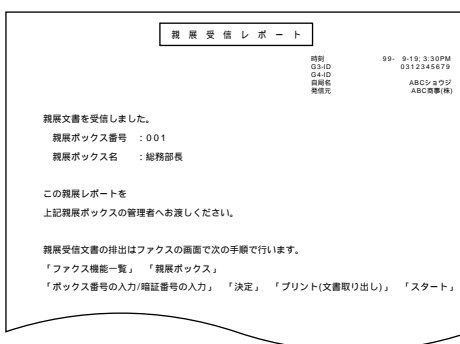 親展受信レポート
時刻 99- 9-19; 3:30PM
G3-ID 0312345679
G4-ID
自局名 ABCショウジ
発信元 ABC商事(株)
親展文書を受信しました。
親展ボックス番号 :001
親展ボックス名 :総務部長
この親展レポートを
上記親展ボックスの管理者へお渡しください。
親展受信文書の排出はファクスの画面で次の手順で行います。
「ファクス機能一覧」 「親展ボックス」
「ボックス番号の入力/暗証番号の入力」 「決定」 「プリント(文書取り出し)」 「スタート」